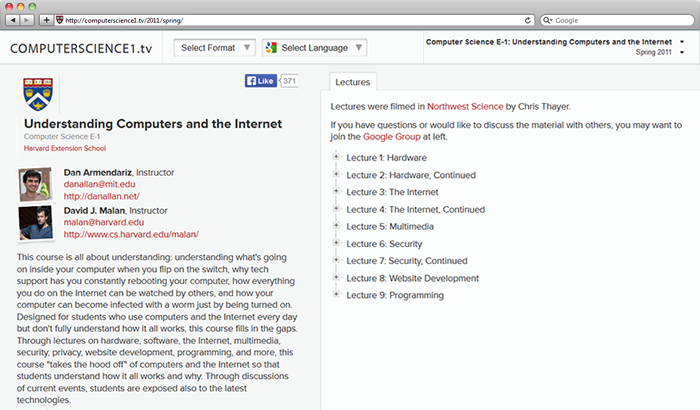 http://computerscience1.tv/2011/spring/
Google
COMPUTERSCIENCE1.TV
Select Format
Select Language
Computer Science E-1: Understanding Computers and the Internet
Spring 2011
Like
371
Understanding Computers and the Internet
Computer Science E-1
Harvard Extension School
Dan Armendariz, Instructor
danallan@mit.edu
http://danallan.net/
David J. Malan, Instructor
malan@harvard.edu
http://www.cs.harvard.edu/malan/
This course is all about understanding: understanding what's going
on inside your computer when you flip on the switch, why tech
support has you constantly rebooting your computer, how everything
you do on the Internet can be watched by others, and how your
computer can become infected with a worm just by being turned on.
Designed for students who use computers and the Internet every day
but don't fully understand how it all works, this course fills in the gaps.
Through lectures on hardware, software, the Internet, multimedia,
security, privacy, website development, programming, and more, this
course "takes the hood off" of computers and the Internet so that
students understand how it all works and why. Through discussions
of current events, students are exposed also to the latest
technologies.
Lectures
Lectures were filmed in Northwest Science by Chris Thayer.
If you have questions or would like to discuss the material with others, you may want to
join the Google Group at left.
Lecture 1: Hardware
Lecture 2: Hardware, Continued
Lecture 3: The Internet
Lecture 4: The Internet, Continued
Lecture 5: Multimedia
Lecture 6: Security
Lecture 7: Security, Continued
Lecture 8: Website Development
Lecture 9: Programming